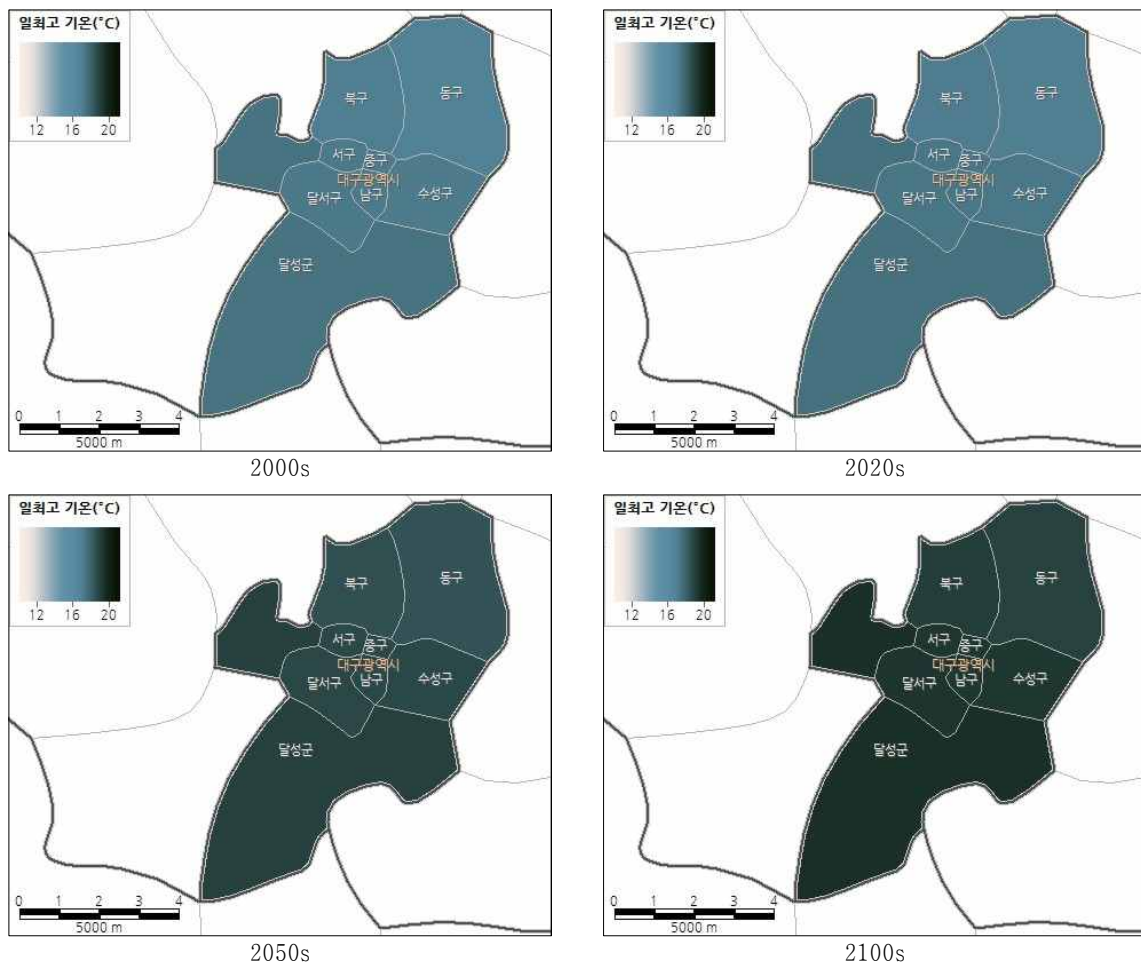 일최고 기온(°C)
12 16 20
북구
동구
서구
중구
대구광역시
달서구
남구
수성구
달성군
0 1 2 3 4
5000 m
2000s
일최고 기온(°C)
12 16 20
북구
동구
서구
중구
대구광역시
달서구
남구
수성구
달성군
0 1 2 3 4
5000 m
2020s
일최고 기온(°C)
12 16 20
북구
동구
서구
중구
대구광역시
달서구
남구
수성구
달성군
0 1 2 3 4
5000 m
2050s
일최고 기온(°C)
12 16 20
북구
동구
서구
중구
대구광역시
달서구
남구
수성구
달성군
0 1 2 3 4
5000 m
2100s